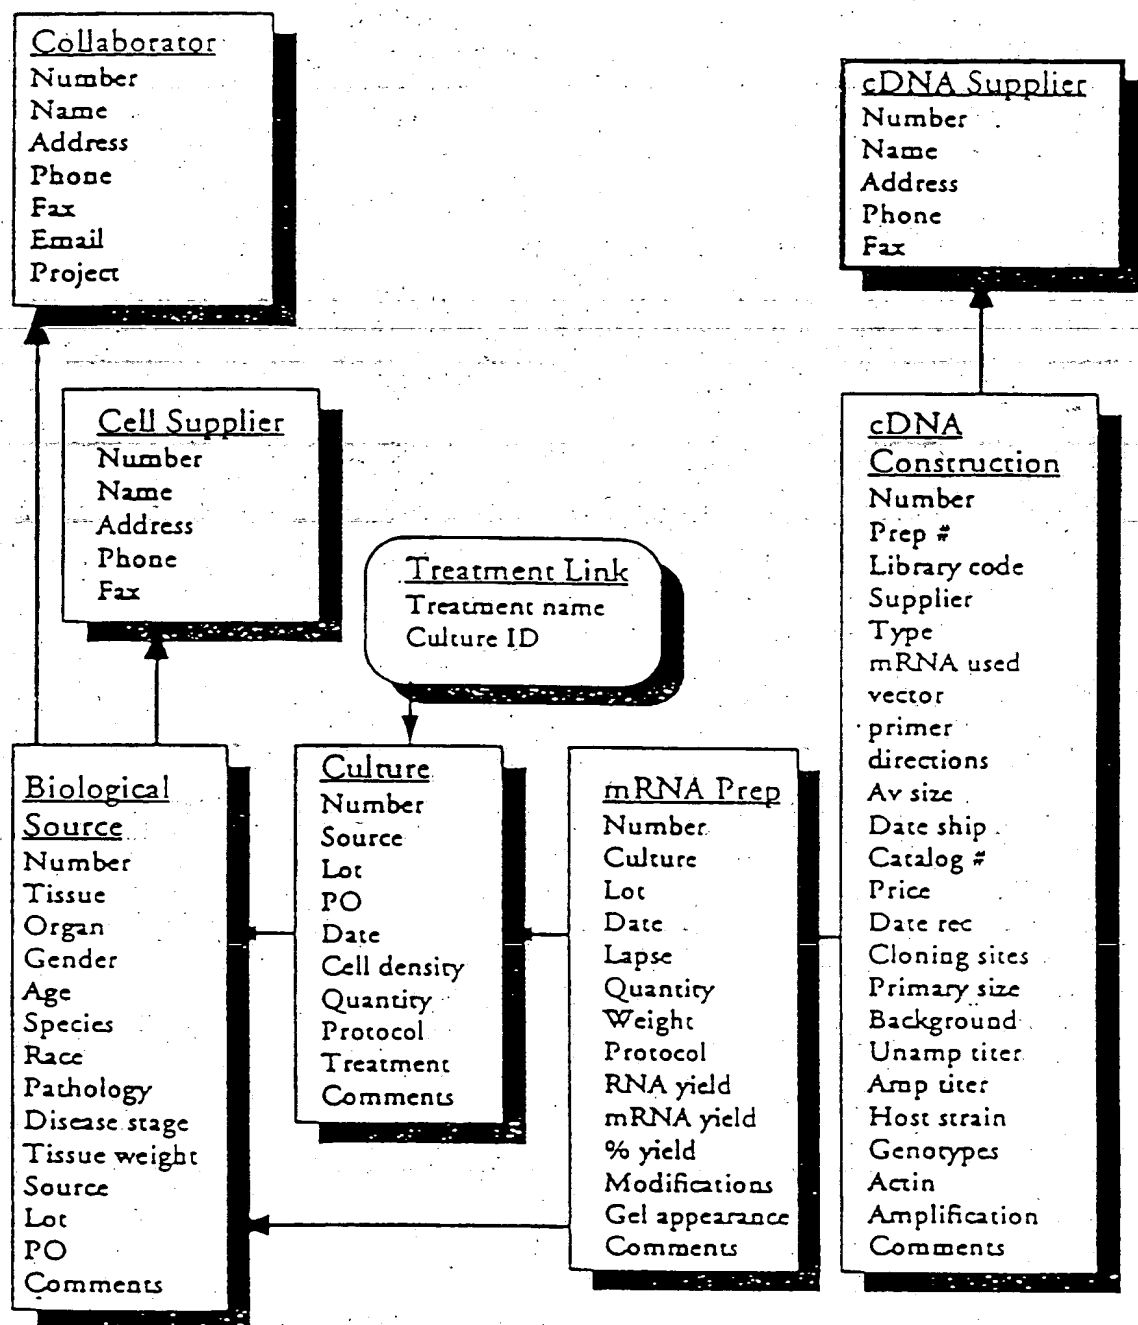 Collaborator
Number
Name
Address
Phone
Fax
Email
Project
cDNA Supplier
Number
Name
Address
Phone
Fax
Cell Supplier
Number
Name
Address
Phone
Fax
Treatment Link
Treatment name
Culture ID
cDNA
Construction
Number
Prep #
Library code
Supplier
Type
mRNA used
vector
primer
directions
Av size
Date ship
Catalog #
Price
Date rec
Cloning sites
Primary size
Background
Unamp titer
Amp titer
Host strain
Genotypes
Actin
Amplification
Comments
Biological
Source
Number
Tissue
Organ
Gender
Age
Species
Race
Pathology
Disease stage
Tissue weight
Source
Lot
PO
Comments
Culture
Number
Source
Lot
PO
Date
Cell density
Quantity
Protocol
Treatment
Comments
mRNA Prep
Number
Culture
Lot
Date
Lapse
Quantity
Weight
Protocol
RNA yield
mRNA yield
% yield
Modifications
Gel appearance
Comments